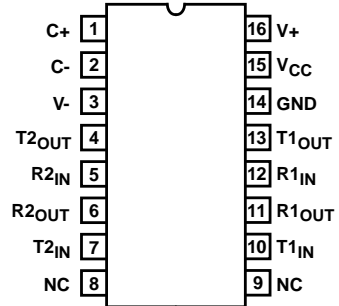 C+ 1 16 V+
C- 2 15 VCC
V- 3 14 GND
T2OUT 4 13 T1OUT
R2IN 5 12 R1IN
R2OUT 6 11 R1OUT
T2IN 7 10 T1IN
NC 8 9 NC